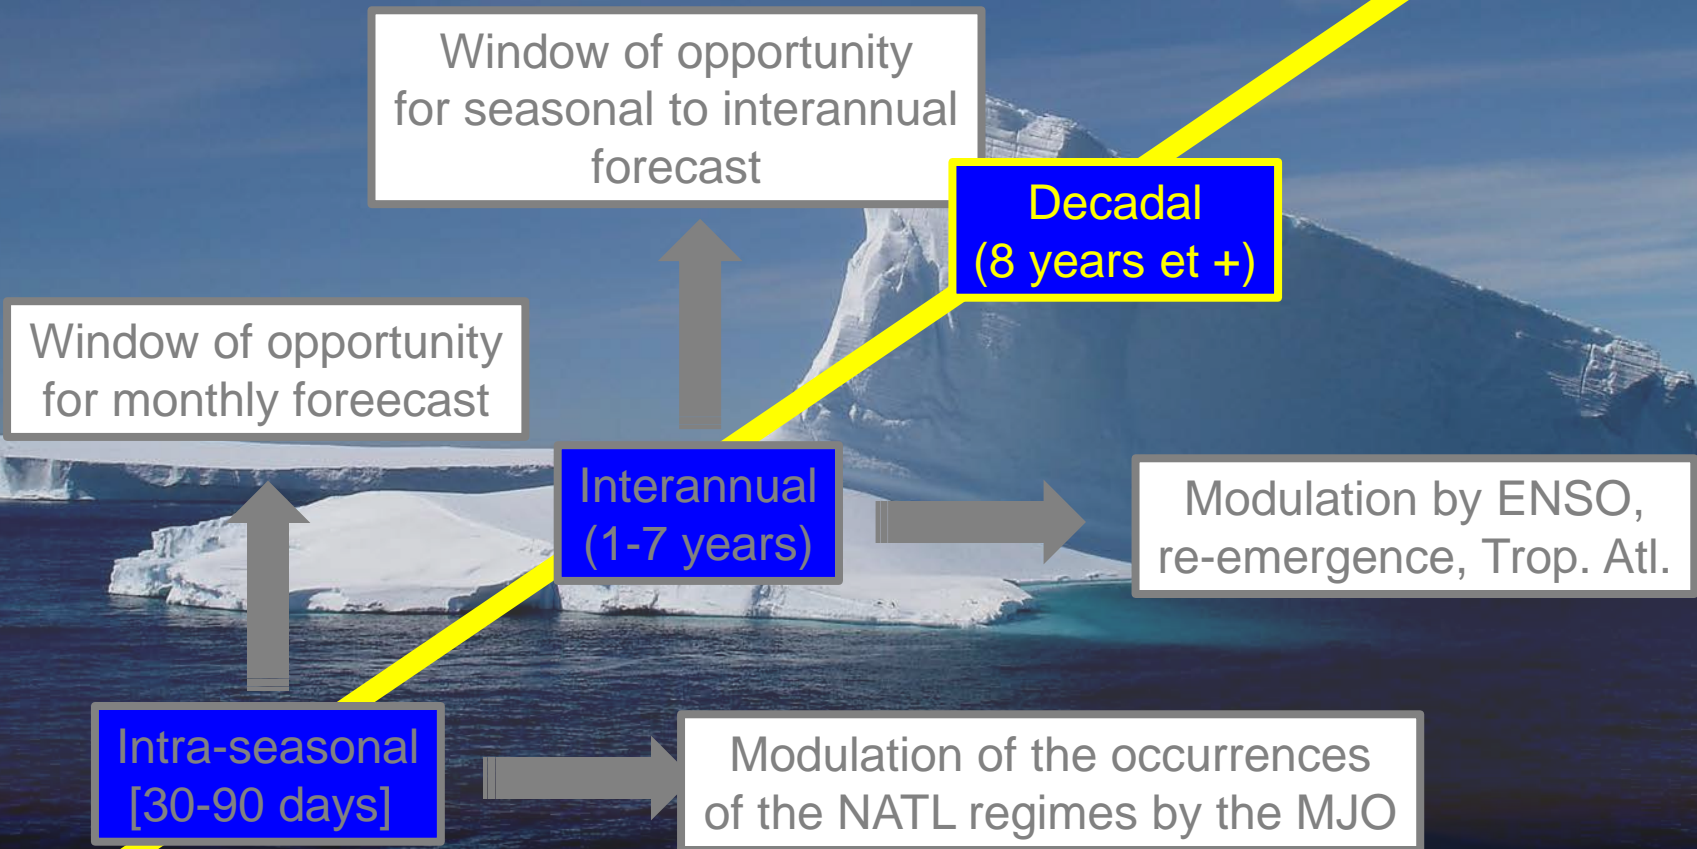 Window of opportunity
for seasonal to interannual
forecast
Decadal
(8 years et +)
Window of opportunity
for monthly foreecast
Interannual
(1-7 years)
Modulation by ENSO,
re-emergence, Trop. Atl.
Intra-seasonal
[30-90 days]
Modulation of the occurrences
of the NATL regimes by the MJO